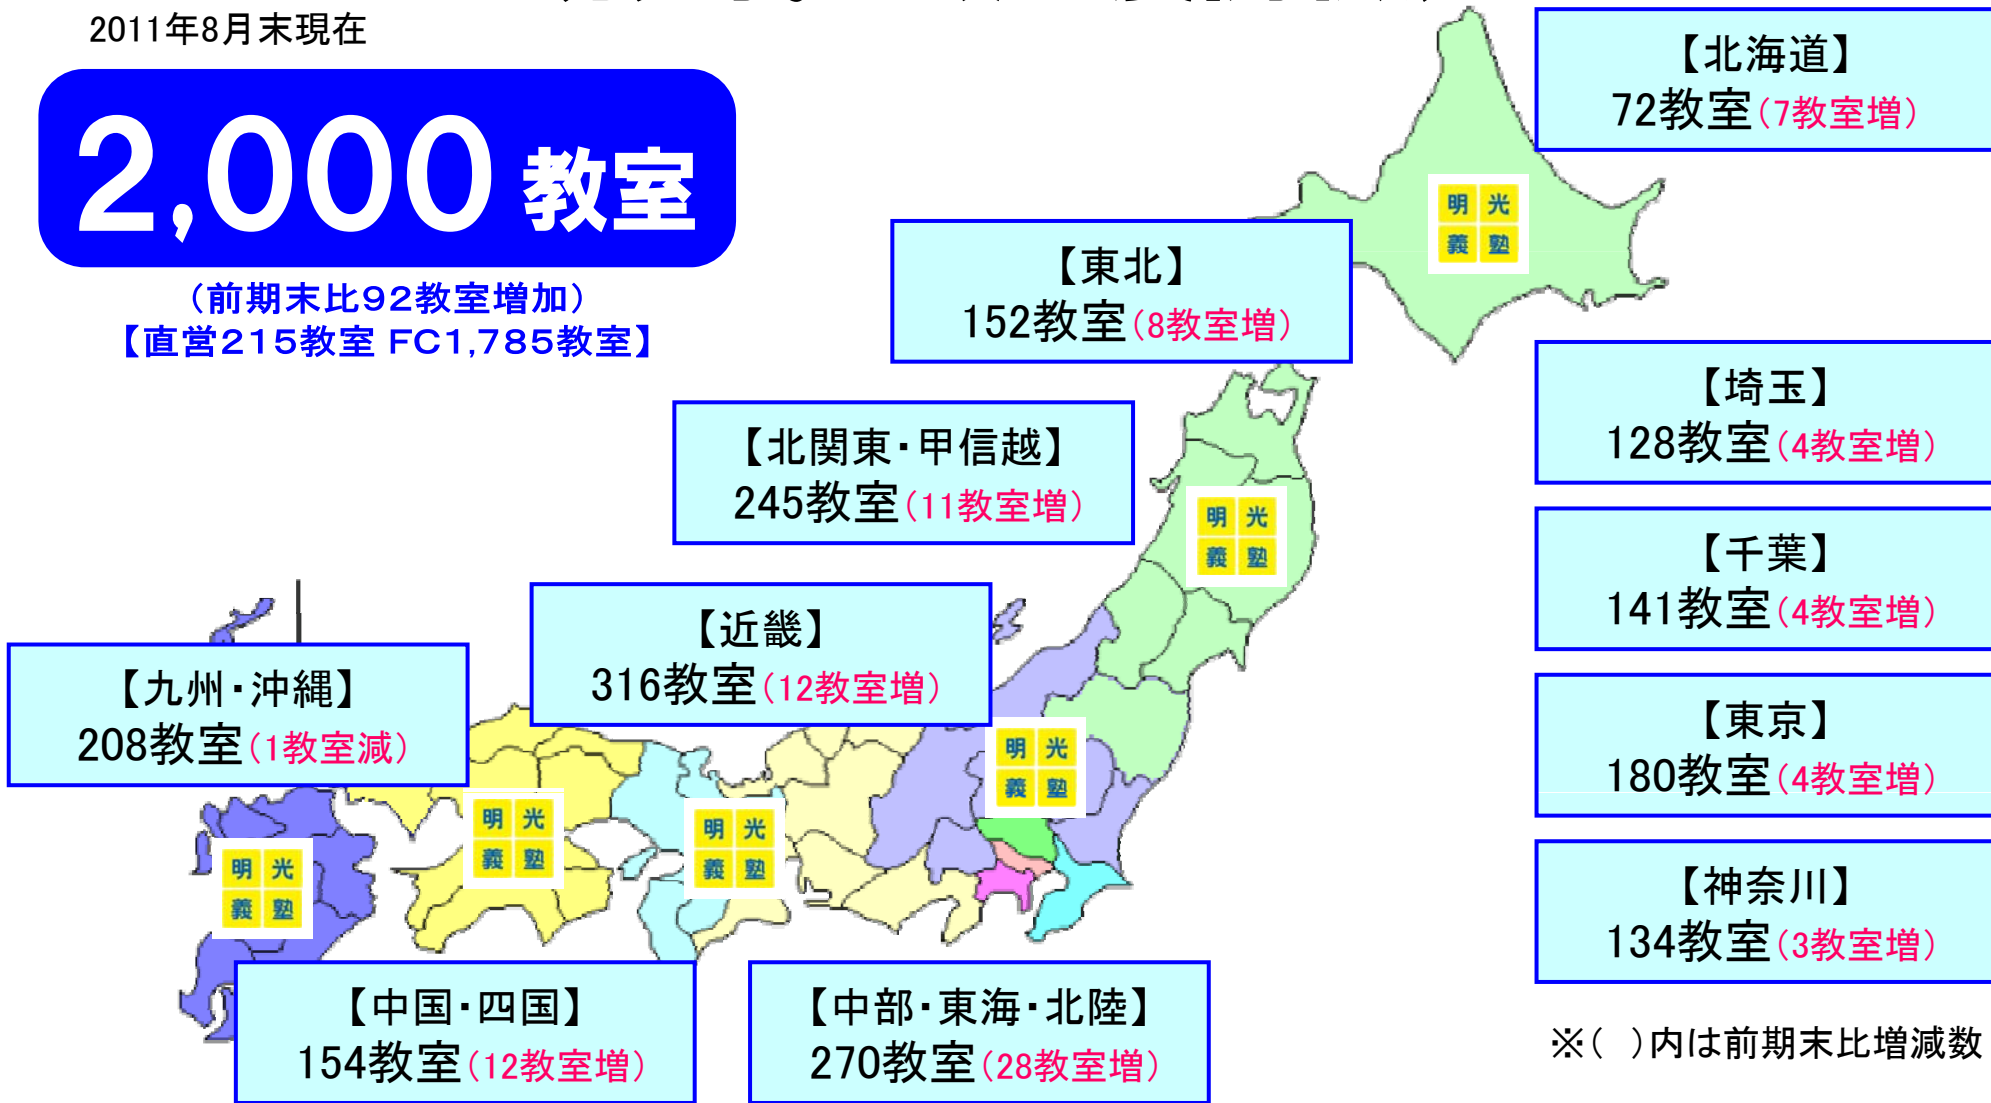 2011年8月末現在
2,000教室
（前期末比92教室増加）
【直営215教室 FC1,785教室】
【北海道】
72教室（7教室増）
【東北】
152教室（8教室増）
【北関東・甲信越】
245教室（11教室増）
【近畿】
316教室（12教室増）
【九州・沖縄】
208教室（1教室減）
【中国・四国】
154教室（12教室増）
【中部・東海・北陸】
270教室（28教室増）
【埼玉】
128教室（4教室増）
【千葉】
141教室（4教室増）
【東京】
180教室（4教室増）
【神奈川】
134教室（3教室増）
※（　）内は前期末比増減数
明光
義塾
明光
義塾
明光
義塾
明光
義塾
明光
義塾
明光
義塾